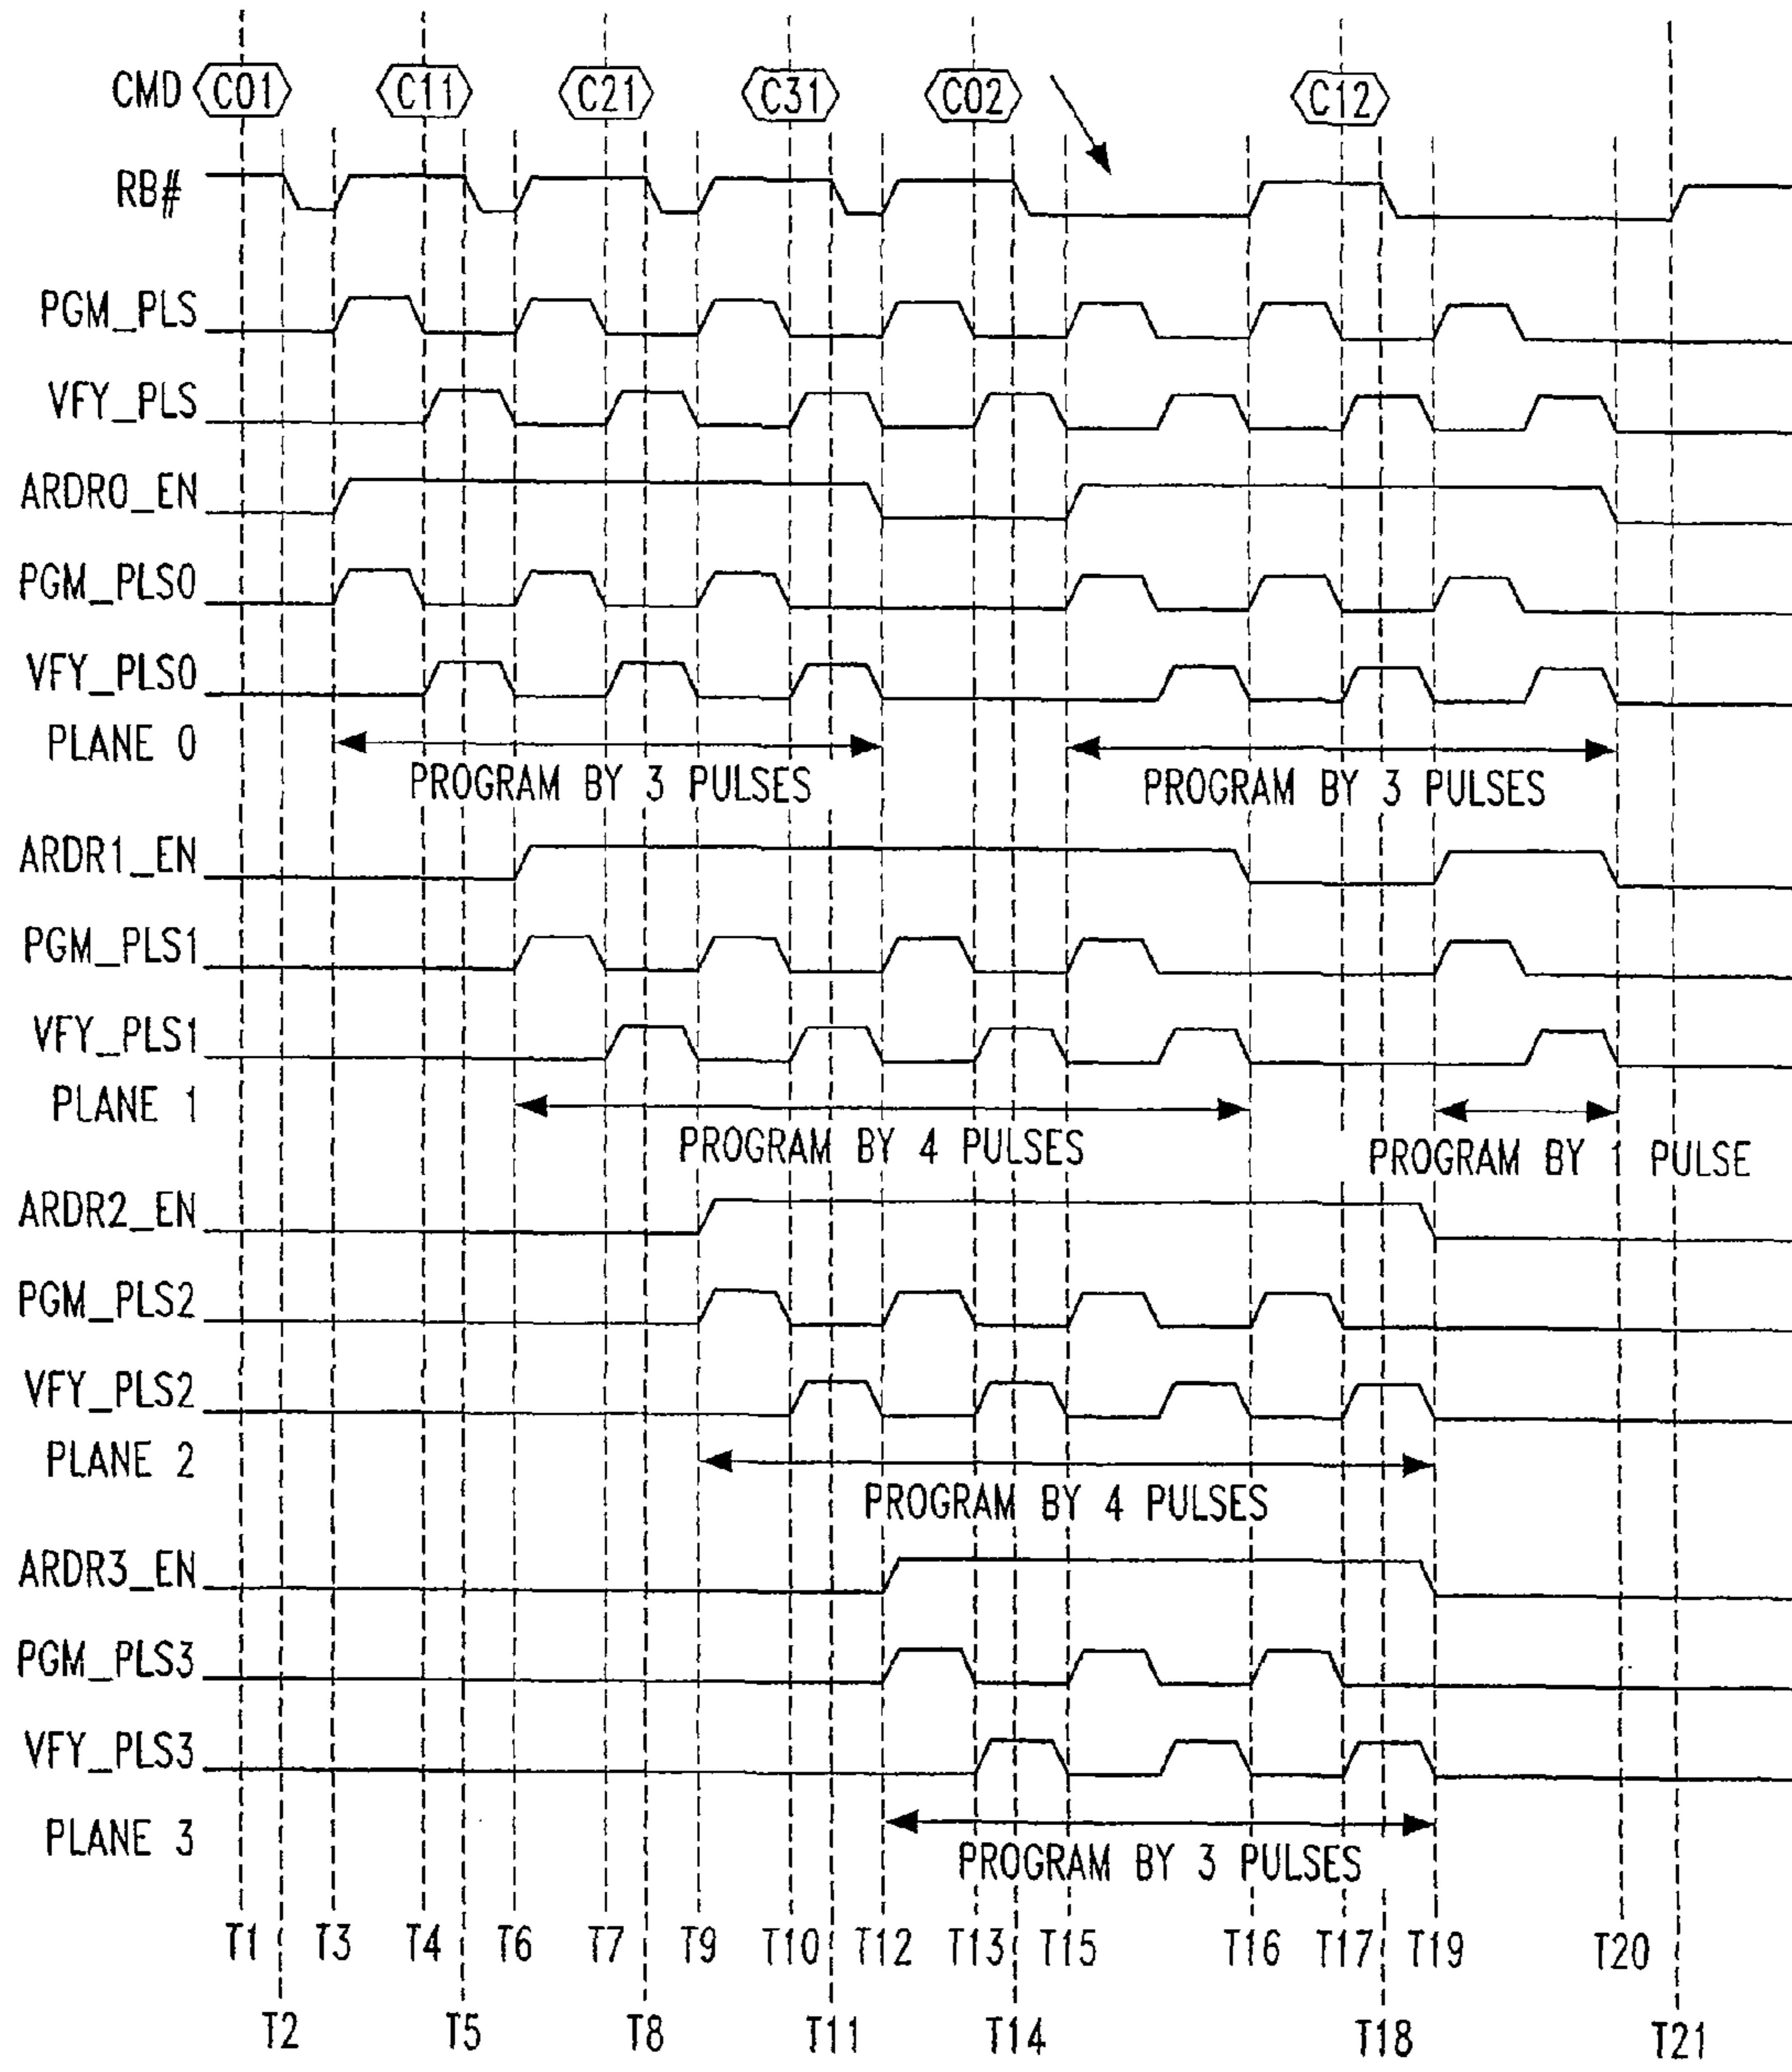 CMD C01 C11 C21 C31 C02 C12
RB#
PGM_PLS
VFY_PLS
ARDR0_EN
PGM_PLS0
VFY_PLS0
PLANE 0
PROGRAM BY 3 PULSES PROGRAM BY 3 PULSES
ARDR1_EN
PGM_PLS1
VFY_PLS1
PLANE 1
PROGRAM BY 4 PULSES PROGRAM BY 1 PULSE
ARDR2_EN
PGM_PLS2
VFY_PLS2
PLANE 2
PROGRAM BY 4 PULSES
ARDR3_EN
PGM_PLS3
VFY_PLS3
PLANE 3
PROGRAM BY 3 PULSES
T1 T3 T4 T6 T7 T9 T10 T12 T13 T15 T16 T17 T19 T20
T2 T5 T8 T11 T14 T18 T21